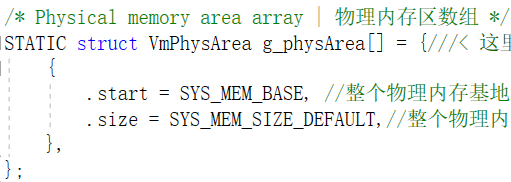 /* Physical memory area array | 物理内存区数组 */
STATIC struct VmPhysArea g_physArea[] = {///< 这里
{
.start = SYS_MEM_BASE, //整个物理内存基地
.size = SYS_MEM_SIZE_DEFAULT,//整个物理内
},
};